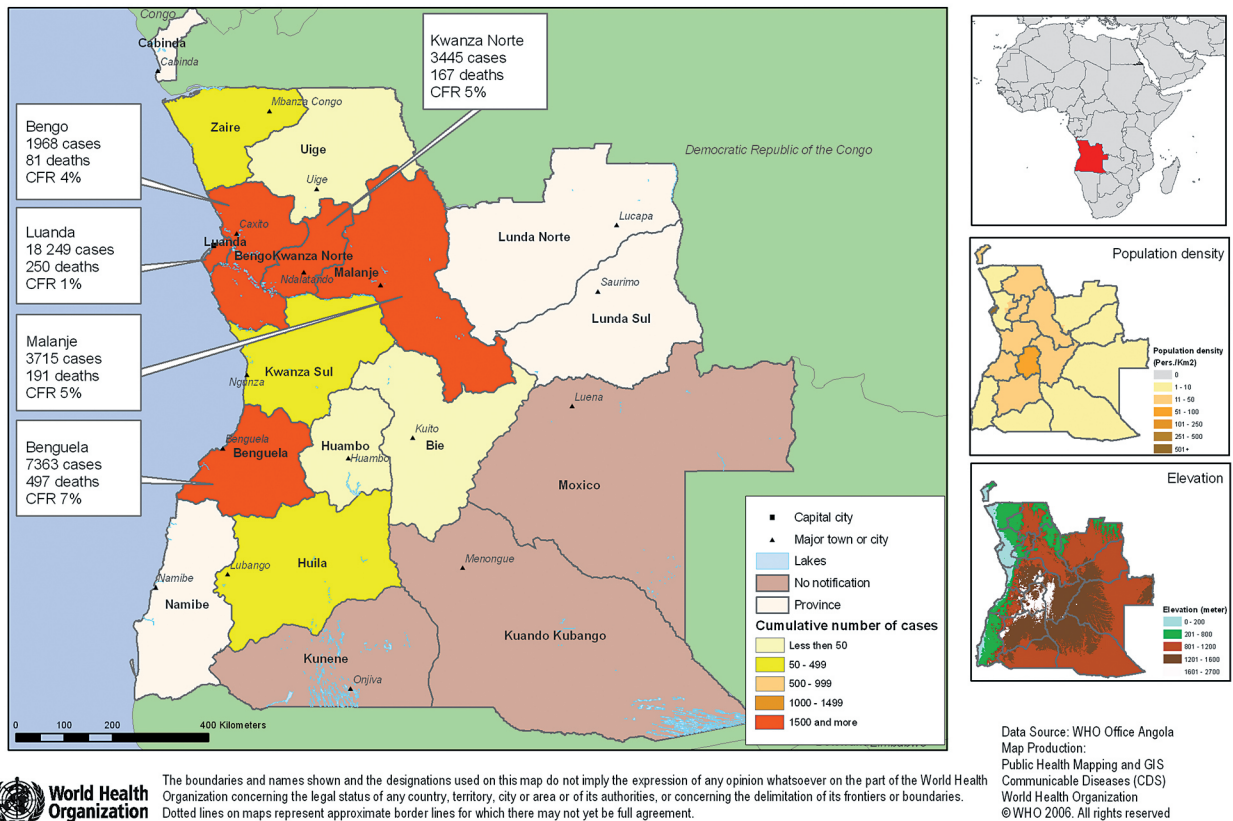 Congo
Cabinda
Cabinda
Kwanza Norte
3445 cases
167 deaths
CFR 5%
Mbanza Congo
Zaire
Uige
Uige
Democratic Republic of the Congo
Bengo
1968 cases
81 deaths
CFR 4%
Luanda
18 249 cases
250 deaths
CFR 1%
Malanje
3715 cases
191 deaths
CFR 5%
Benguela
7363 cases
497 deaths
CFR 7%
Caxito
Luanda
Bengo
Kwanza Norte
Ndalatando
Malanje
Lunda Norte
Lucapa
Saurimo
Lunda Sul
Kwanza Sul
Ngunza
Benguela
Benguela
Huambo
Huambo
Kuito
Bie
Luena
Moxico
Menongue
Kuando Kubango
Huila
Lubango
Namibe
Namibe
Kunene
Onjiva
0 100 200 400 Kilometers
Capital city
Major town or city
Lakes
No notification
Province
Cumulative number of cases
Less then 50
50 - 499
500 - 999
1000 - 1499
1500 and more
Population density
Population density
(Pers./Km2)
0
1 - 10
11 - 50
51 - 100
101 - 250
251 - 500
501+
Elevation
Elevation (meter)
0 - 200
201 - 800
801 - 1200
1201 - 1600
1601 - 2700
Data Source: WHO Office Angola
Map Production:
Public Health Mapping and GIS
Communicable Diseases (CDS)
World Health Organization
© WHO 2006. All rights reserved
World Health
Organization
The boundaries and names shown and the designations used on this map do not imply the expression of any opinion whatsoever on the part of the World Health
Organization concerning the legal status of any country, territory, city or area or of its authorities, or concerning the delimitation of its frontiers or boundaries.
Dotted lines on maps represent approximate border lines for which there may not yet be full agreement.